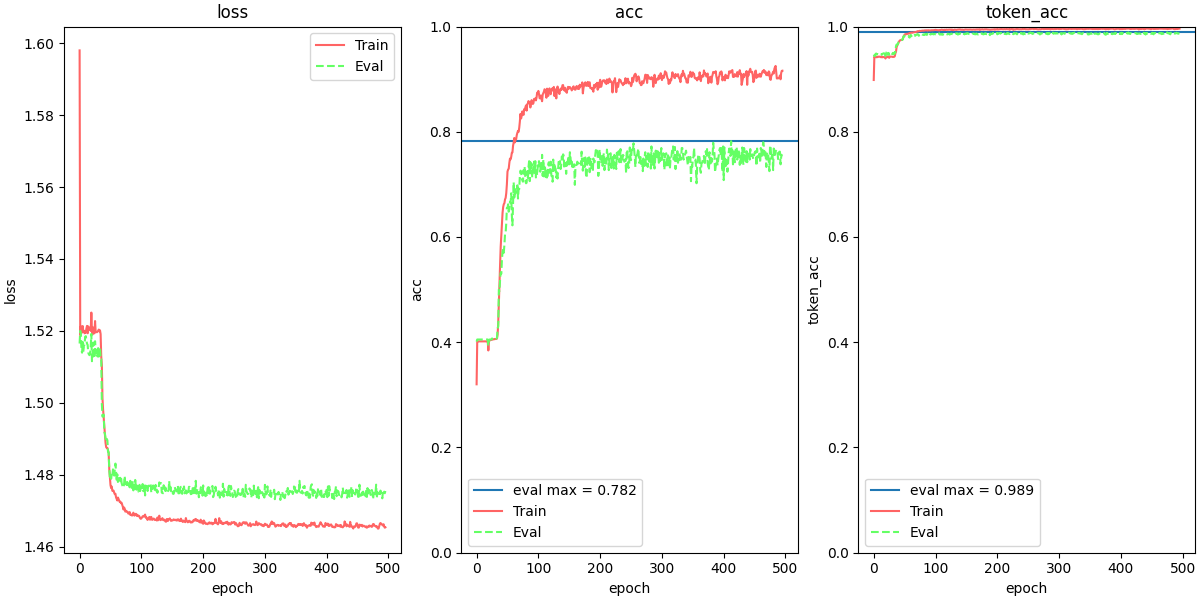 loss
loss
1.60
1.58
1.56
1.54
1.52
1.50
1.48
1.46
0 100 200 300 400 500
epoch
Train
Eval
acc
acc
1.0
0.8
0.6
0.4
0.2
0.0
0 100 200 300 400 500
epoch
eval max = 0.782
Train
Eval
token_acc
token_acc
1.0
0.8
0.6
0.4
0.2
0.0
0 100 200 300 400 500
epoch
eval max = 0.989
Train
Eval